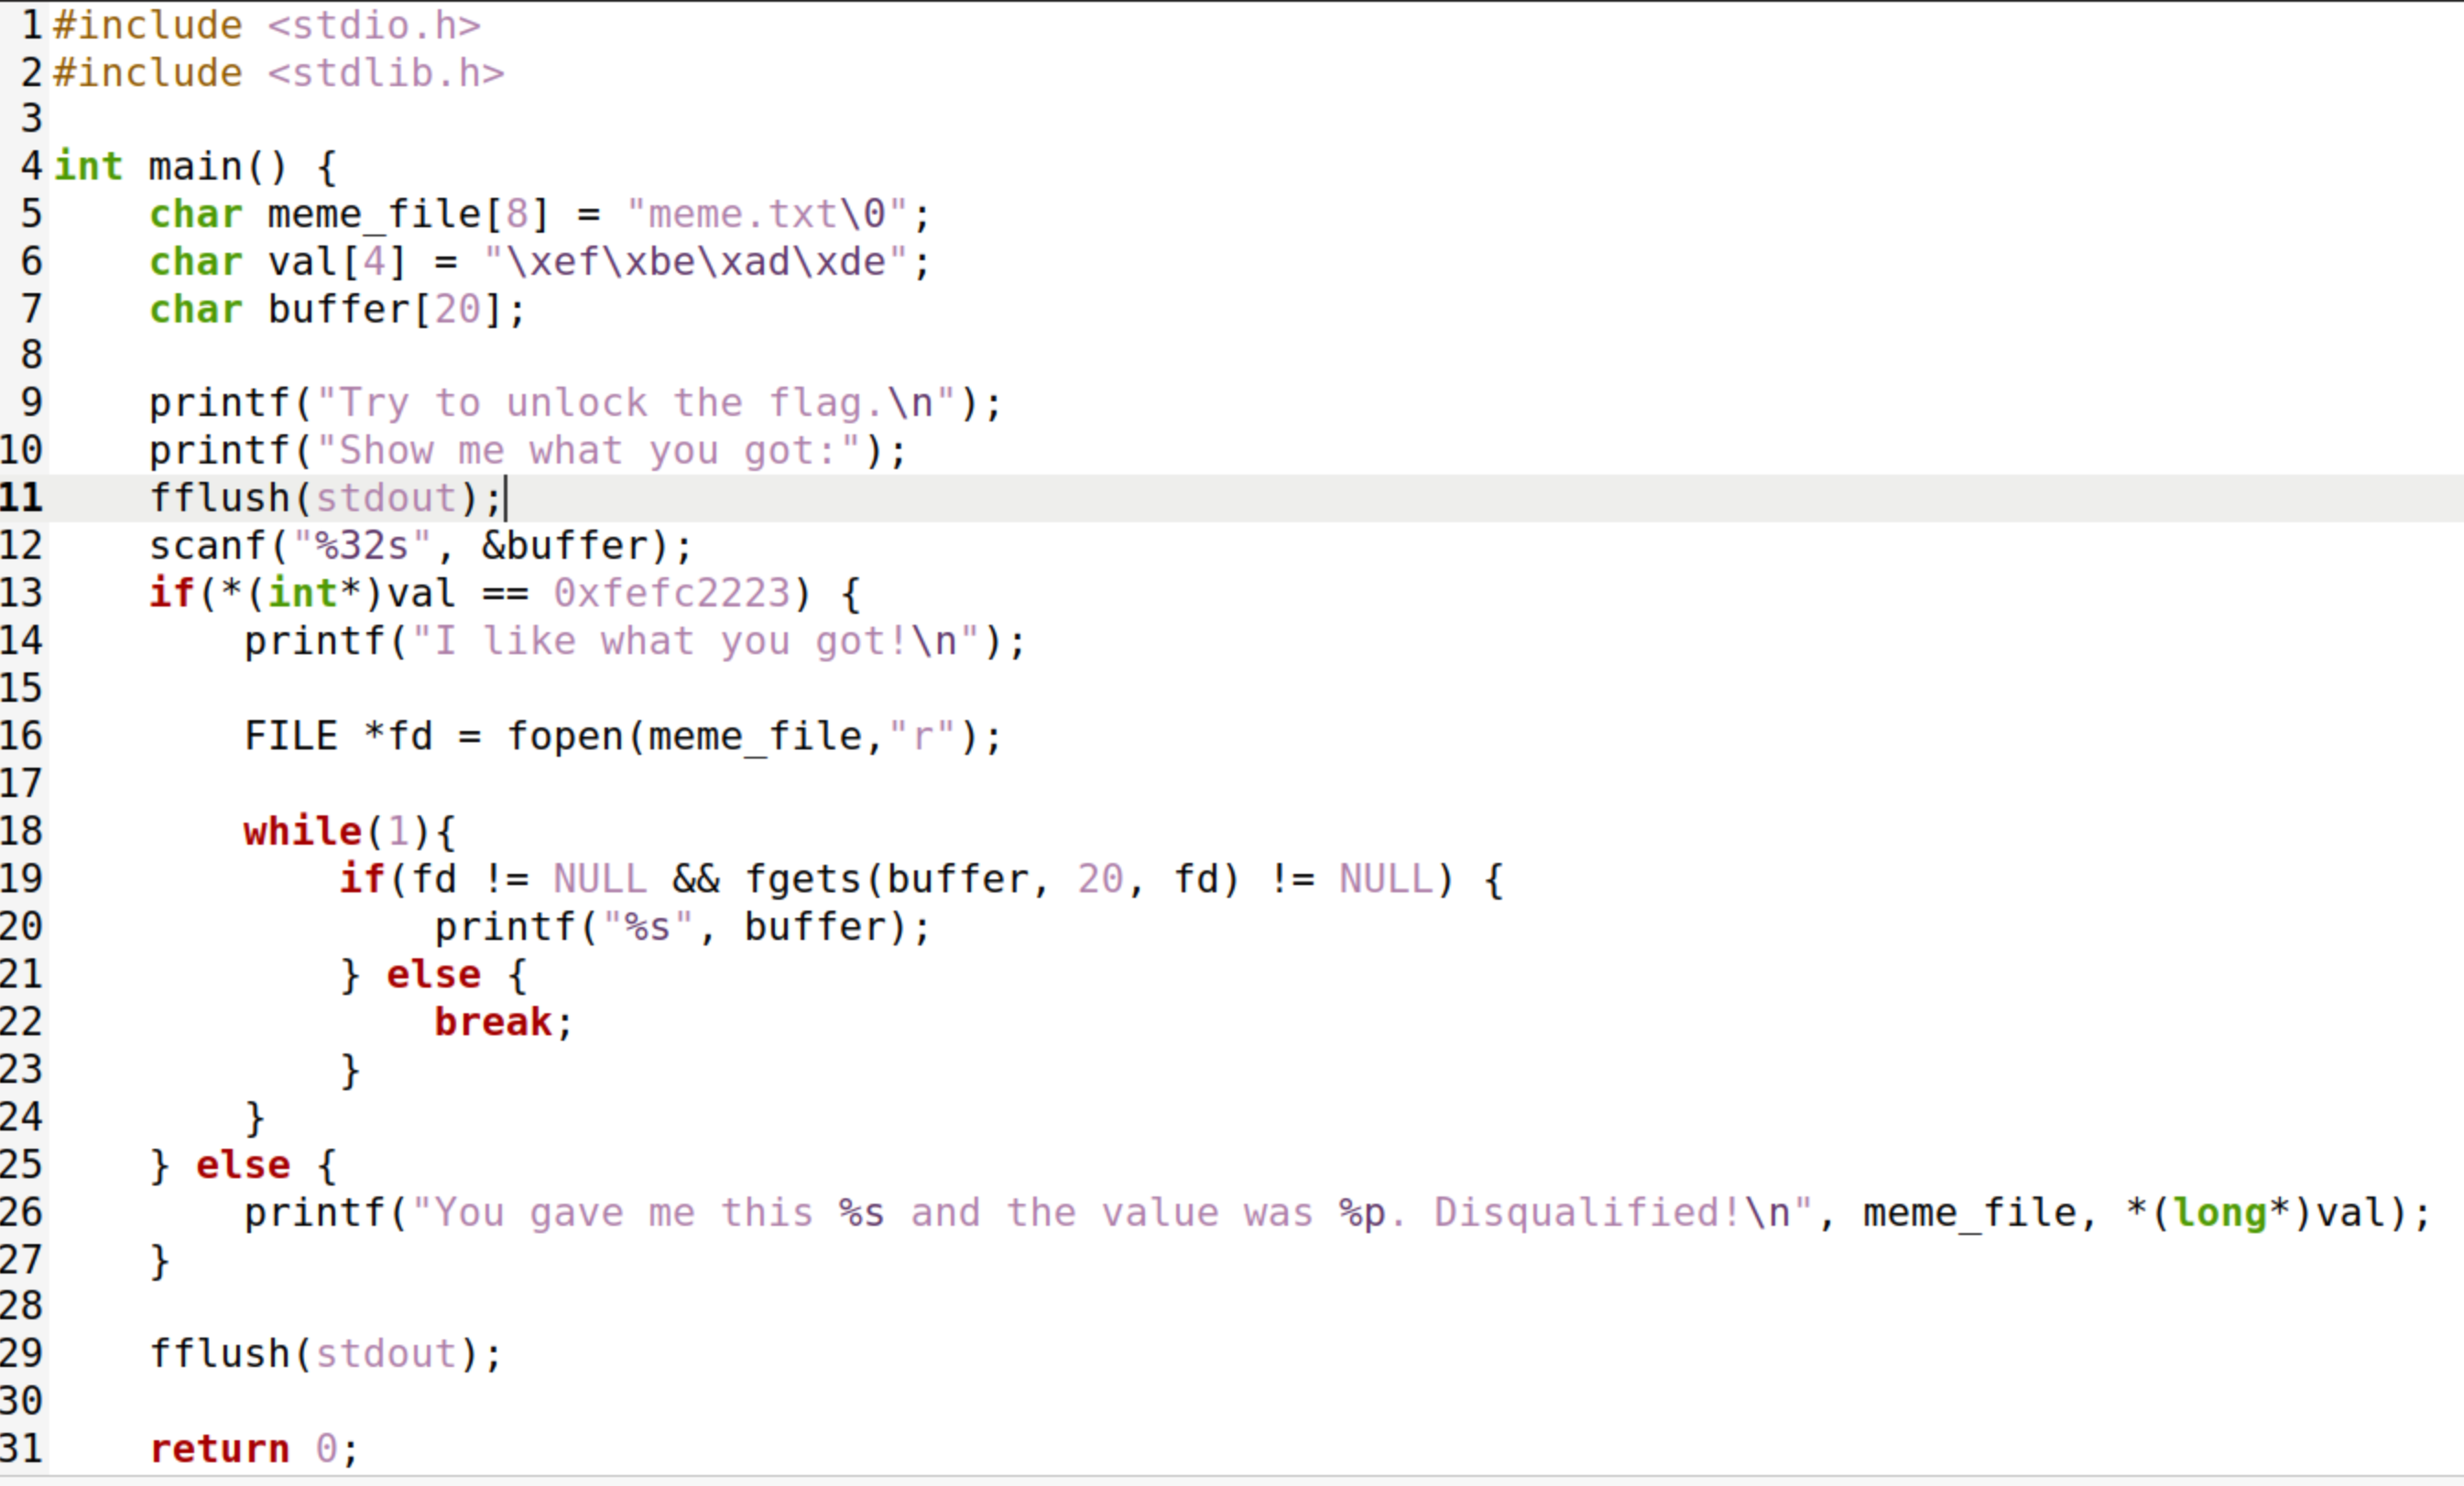 1 #include <stdio.h>
2 #include <stdlib.h>
3
4 int main() {
5     char meme_file[8] = "meme.txt\0";
6     char val[4] = "\xef\xbe\xad\xde";
7     char buffer[20];
8
9     printf("Try to unlock the flag.\n");
10     printf("Show me what you got:");
11     fflush(stdout);
12     scanf("%32s", &buffer);
13     if(*(int*)val == 0xfefc2223) {
14         printf("I like what you got!\n");
15
16         FILE *fd = fopen(meme_file,"r");
17
18         while(1){
19             if(fd != NULL && fgets(buffer, 20, fd) != NULL) {
20                 printf("%s", buffer);
21             } else {
22                 break;
23             }
24         }
25     } else {
26         printf("You gave me this %s and the value was %p. Disqualified!\n", meme_file, *(long*)val);
27     }
28
29     fflush(stdout);
30
31     return 0;